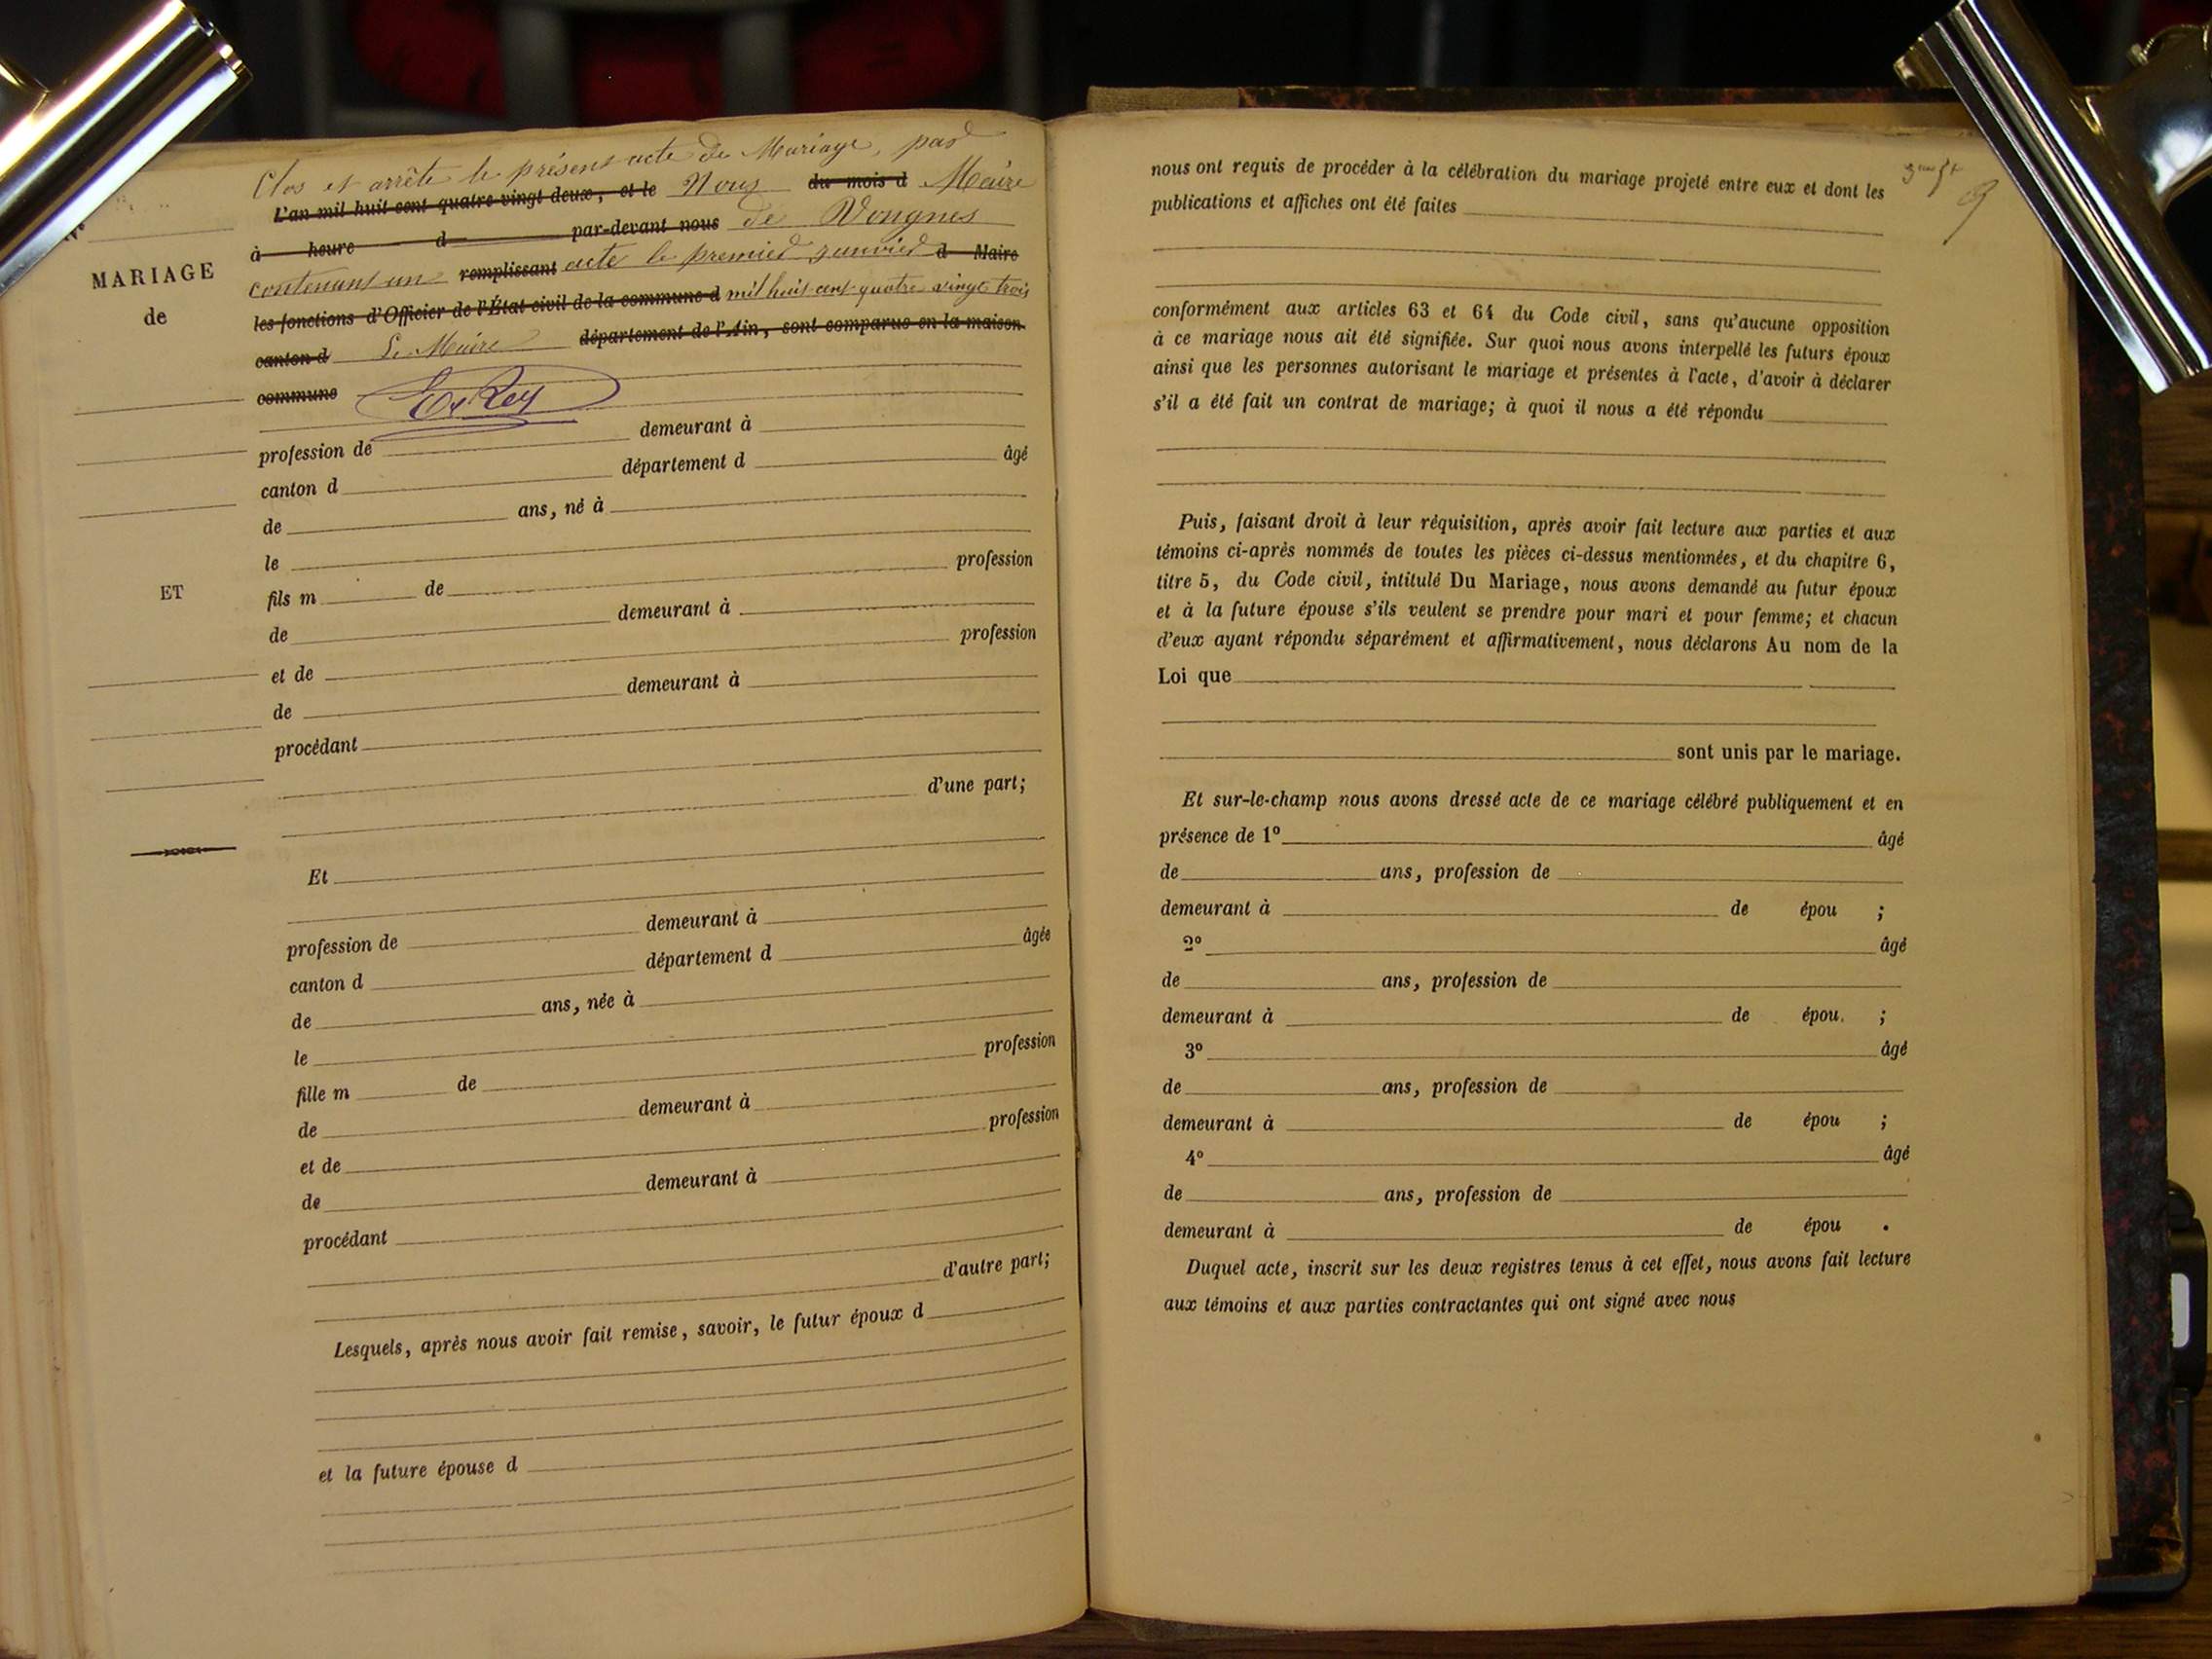 Clos et arrêté le présent acte de Mariage, par
L'an mil huit cent quatre-vingt deux, et le Nous du mois d Maire
à heure d par-devant nous de Vongnes
contenant un remplissant acte le premier janvier d Maire
les fonctions d'Officier de l'État civil de la commune d mil huit cent quatre vingt trois
canton d Le Maire département de l'Ain, sont comparus en la maison
commune Rey
N°
MARIAGE
de
ET
profession de demeurant à
canton d département d âgé
de ans, né à
le
fils m de profession
de demeurant à
et de profession
de demeurant à
procédant
d'une part;
Et
profession de demeurant à
canton d département d âgée
de ans, née à
le
fille m de profession
de demeurant à
et de profession
de demeurant à
procédant
d'autre part;
Lesquels, après nous avoir fait remise, savoir, le futur époux d
et la future épouse d
nous ont requis de procéder à la célébration du mariage projeté entre eux et dont les
publications et affiches ont été faites
conformément aux articles 63 et 64 du Code civil, sans qu'aucune opposition
à ce mariage nous ait été signifiée. Sur quoi nous avons interpellé les futurs époux
ainsi que les personnes autorisant le mariage et présentes à l'acte, d'avoir à déclarer
s'il a été fait un contrat de mariage; à quoi il nous a été répondu
Puis, faisant droit à leur réquisition, après avoir fait lecture aux parties et aux
témoins ci-après nommés de toutes les pièces ci-dessus mentionnées, et du chapitre 6,
titre 5, du Code civil, intitulé Du Mariage, nous avons demandé au futur époux
et à la future épouse s'ils veulent se prendre pour mari et pour femme; et chacun
d'eux ayant répondu séparément et affirmativement, nous déclarons Au nom de la
Loi que
sont unis par le mariage.
Et sur-le-champ nous avons dressé acte de ce mariage célébré publiquement et en
présence de 1° âgé
de ans, profession de
demeurant à de épou ;
2° âgé
de ans, profession de
demeurant à de épou. ;
3° âgé
de ans, profession de
demeurant à de épou ;
4° âgé
de ans, profession de
demeurant à de épou .
Duquel acte, inscrit sur les deux registres tenus à cet effet, nous avons fait lecture
aux témoins et aux parties contractantes qui ont signé avec nous